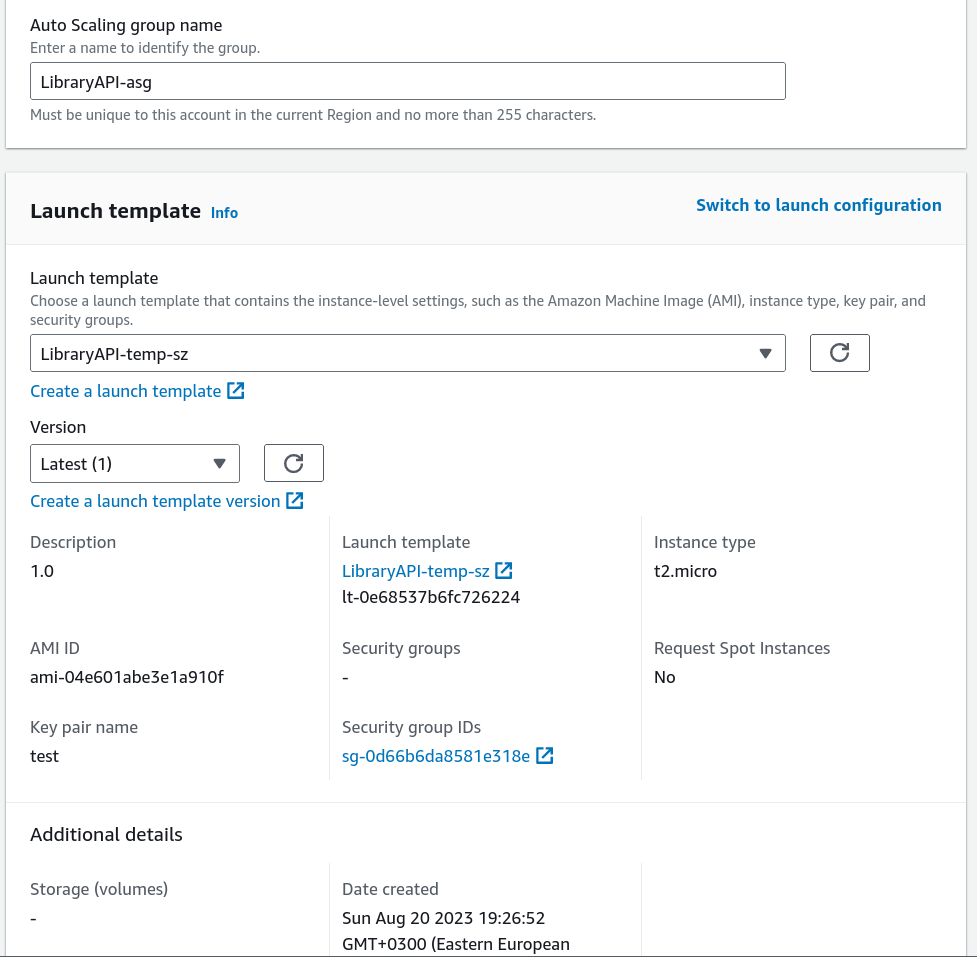 Auto Scaling group name
Enter a name to identify the group.
LibraryAPI-asg
Must be unique to this account in the current Region and no more than 255 characters.
Launch template Info
Switch to launch configuration
Launch template
Choose a launch template that contains the instance-level settings, such as the Amazon Machine Image (AMI), instance type, key pair, and
security groups.
LibraryAPI-temp-sz
Create a launch template
Version
Latest (1)
Create a launch template version
Description
1.0
Launch template
LibraryAPI-temp-sz
lt-0e68537b6fc726224
Instance type
t2.micro
AMI ID
ami-04e601abe3e1a910f
Security groups
-
Request Spot Instances
No
Key pair name
test
Security group IDs
sg-0d66b6da8581e318e
Additional details
Storage (volumes)
-
Date created
Sun Aug 20 2023 19:26:52
GMT+0300 (Eastern European